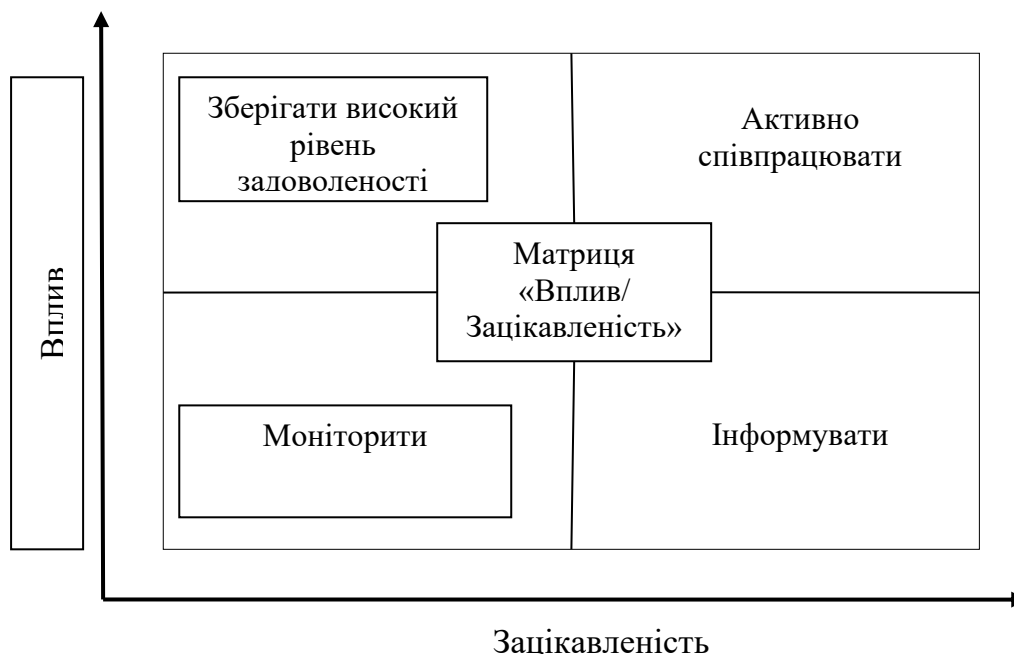 Зберігати високий
рівень
задоволеності
Активно
співпрацювати
Матриця
«Вплив/
Зацікавленість»
Вплив
Моніторити
Інформувати
Зацікавленість